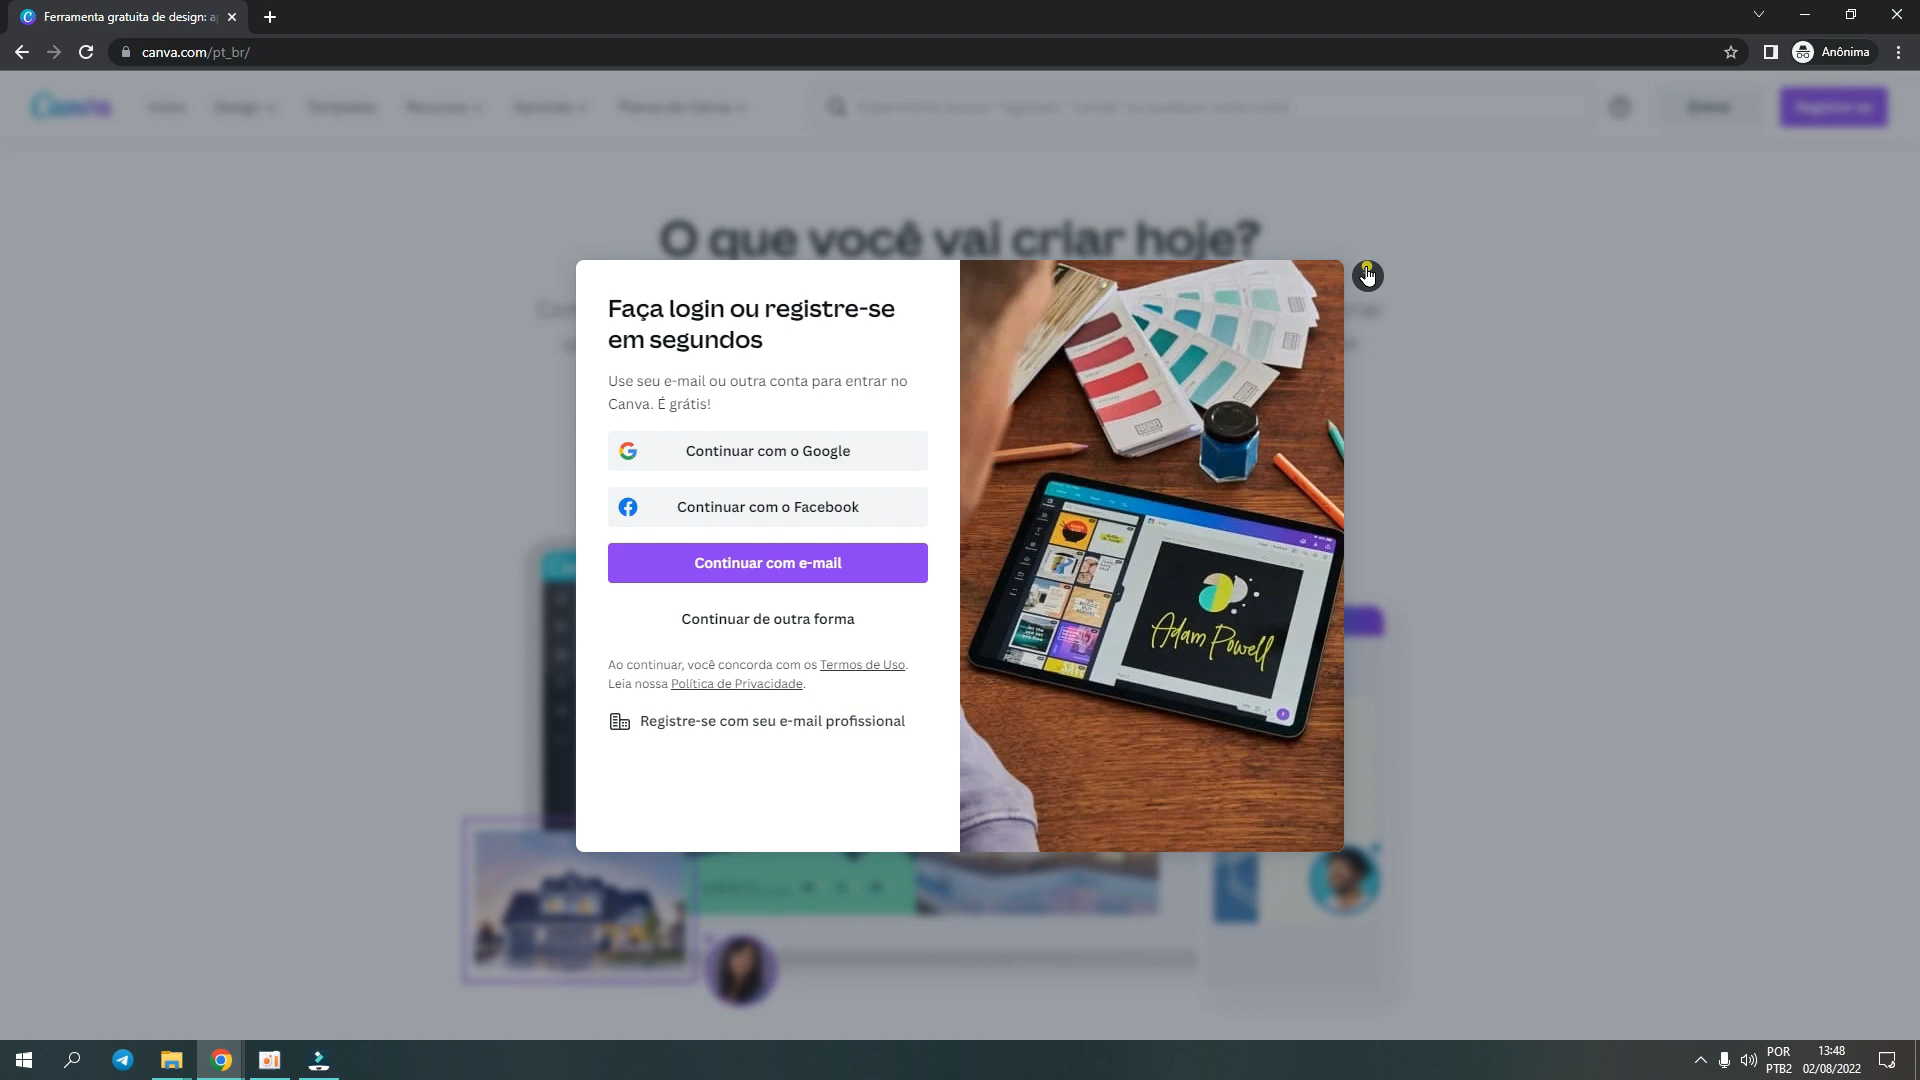 Ferramenta gratuita de design: a
canva.com/pt_br/
Anônima
Canva
O que você vai criar hoje?
Faça login ou registre-se
em segundos
Use seu e-mail ou outra conta para entrar no
Canva. É grátis!
Continuar com o Google
Continuar com o Facebook
Continuar com e-mail
Continuar de outra forma
Ao continuar, você concorda com os Termos de Uso.
Leia nossa Política de Privacidade.
Registre-se com seu e-mail profissional
Adam Powell
POR
PTB2
13:48
02/08/2022